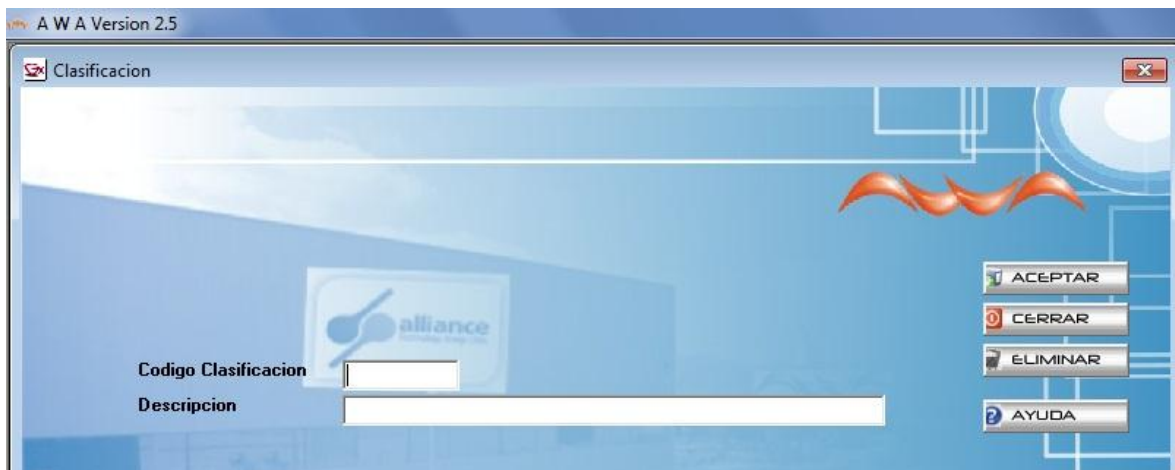 A W A Version 2.5
Clasificacion
alliance
ACEPTAR
CERRAR
Codigo Clasificacion
ELIMINAR
Descripcion
AYUDA